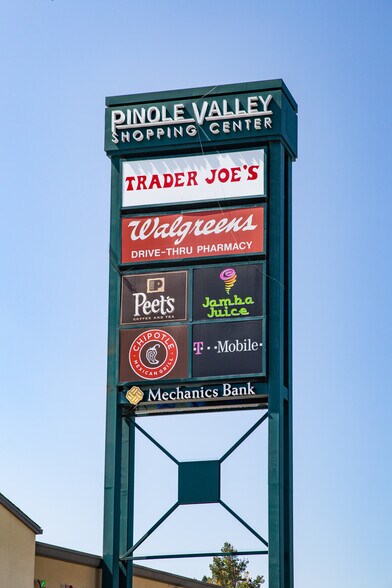 PINOLE VALLEY
SHOPPING CENTER
TRADER JOE'S
Walgreens
DRIVE-THRU PHARMACY
Peet's
COFFEE AND TEA
Jamba
Juice
CHIPOTLE
MEXICAN GRILL
T··Mobile·
Mechanics Bank